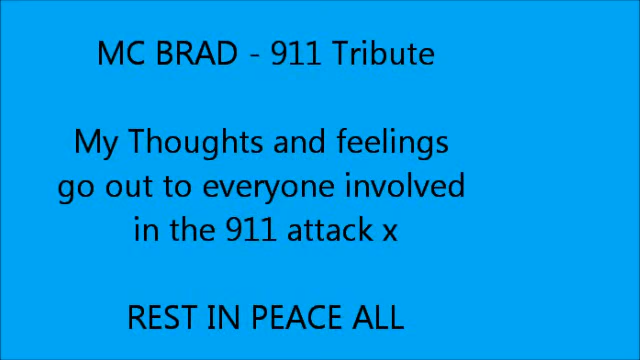 MC BRAD - 911 Tribute
My Thoughts and feelings
go out to everyone involved
in the 911 attack x
REST IN PEACE ALL